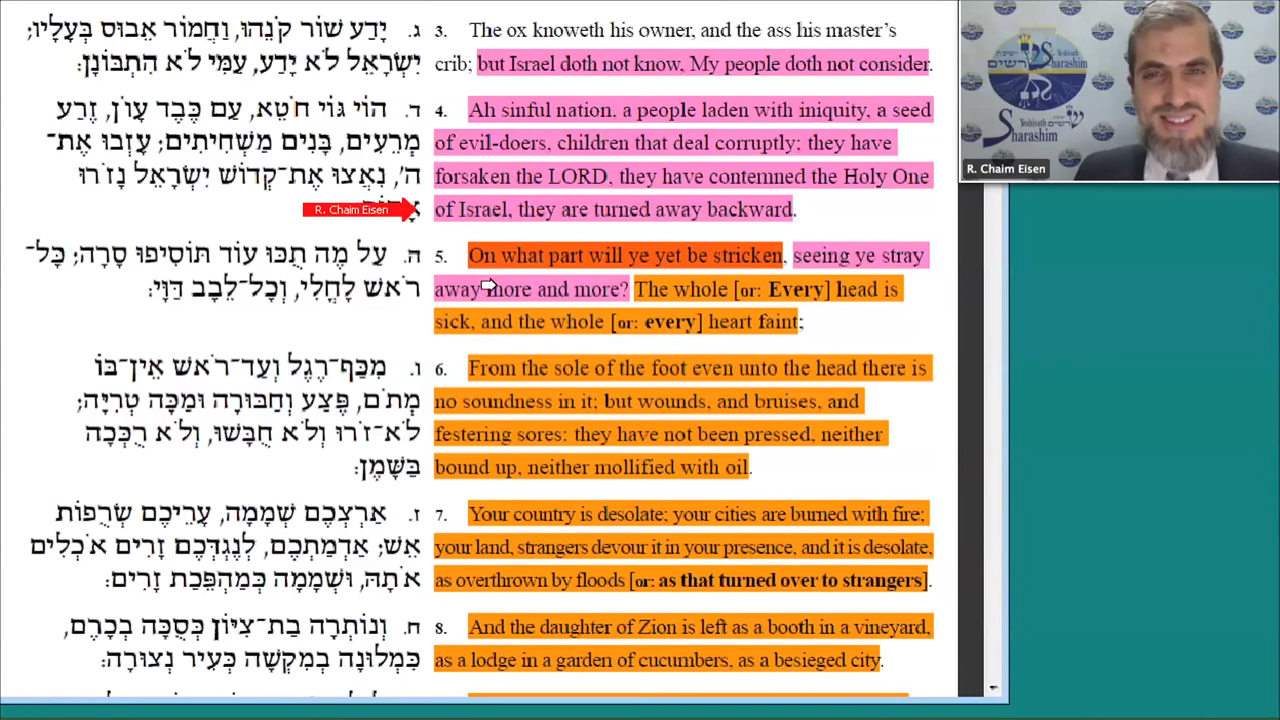 ג. יָדַע שׁוֹר קֹנֵהוּ, וַחֲמוֹר אֵבוּס בְּעָלָיו;
יִשְׂרָאֵל לֹא יָדַע, עַמִּי לֹא הִתְבּוֹנָן:
3. The ox knoweth his owner, and the ass his master's
crib; but Israel doth not know, My people doth not consider.
ד. הוֹי גּוֹי חֹטֵא, עַם כֶּבֶד עָוֹן, זֶרַע
מְרֵעִים, בָּנִים מַשְׁחִיתִים; עָזְבוּ אֶת־
ה', נִאֲצוּ אֶת־קְדוֹשׁ יִשְׂרָאֵל נָזֹרוּ
4. Ah sinful nation, a people laden with iniquity, a seed
of evil-doers, children that deal corruptly; they have
forsaken the LORD, they have contemned the Holy One
of Israel, they are turned away backward.
R. Chaim Eisen
ה. עַל מֶה תֻכּוּ עוֹד תּוֹסִיפוּ סָרָה; כָּל־
רֹאשׁ לָחֳלִי, וְכָל־לֵבָב דַּוָּי:
5. On what part will ye yet be stricken, seeing ye stray
away more and more? The whole [or: Every] head is
sick, and the whole [or: every] heart faint;
ו. מִכַּף־רֶגֶל וְעַד־רֹאשׁ אֵין־בּוֹ
מְתֹם, פֶּצַע וְחַבּוּרָה וּמַכָּה טְרִיָּה;
לֹא־זֹרוּ וְלֹא חֻבָּשׁוּ, וְלֹא רֻכְּכָה
בַּשָּׁמֶן:
6. From the sole of the foot even unto the head there is
no soundness in it; but wounds, and bruises, and
festering sores: they have not been pressed, neither
bound up, neither mollified with oil.
ז. אַרְצְכֶם שְׁמָמָה, עָרֵיכֶם שְׂרֻפוֹת
אֵשׁ; אַדְמַתְכֶם, לְנֶגְדְּכֶם זָרִים אֹכְלִים
אֹתָהּ, וּשְׁמָמָה כְּמַהְפֵּכַת זָרִים:
7. Your country is desolate; your cities are burned with fire;
your land, strangers devour it in your presence, and it is desolate,
as overthrown by floods [or: as that turned over to strangers].
ח. וְנוֹתְרָה בַת־צִיּוֹן כְּסֻכָּה בְכָרֶם,
כִּמְלוּנָה בְמִקְשָׁה כְּעִיר נְצוּרָה:
8. And the daughter of Zion is left as a booth in a vineyard,
as a lodge in a garden of cucumbers, as a besieged city.
ישיבת
שרשים
Yeshivath
Sharashim
R. Chaim Eisen